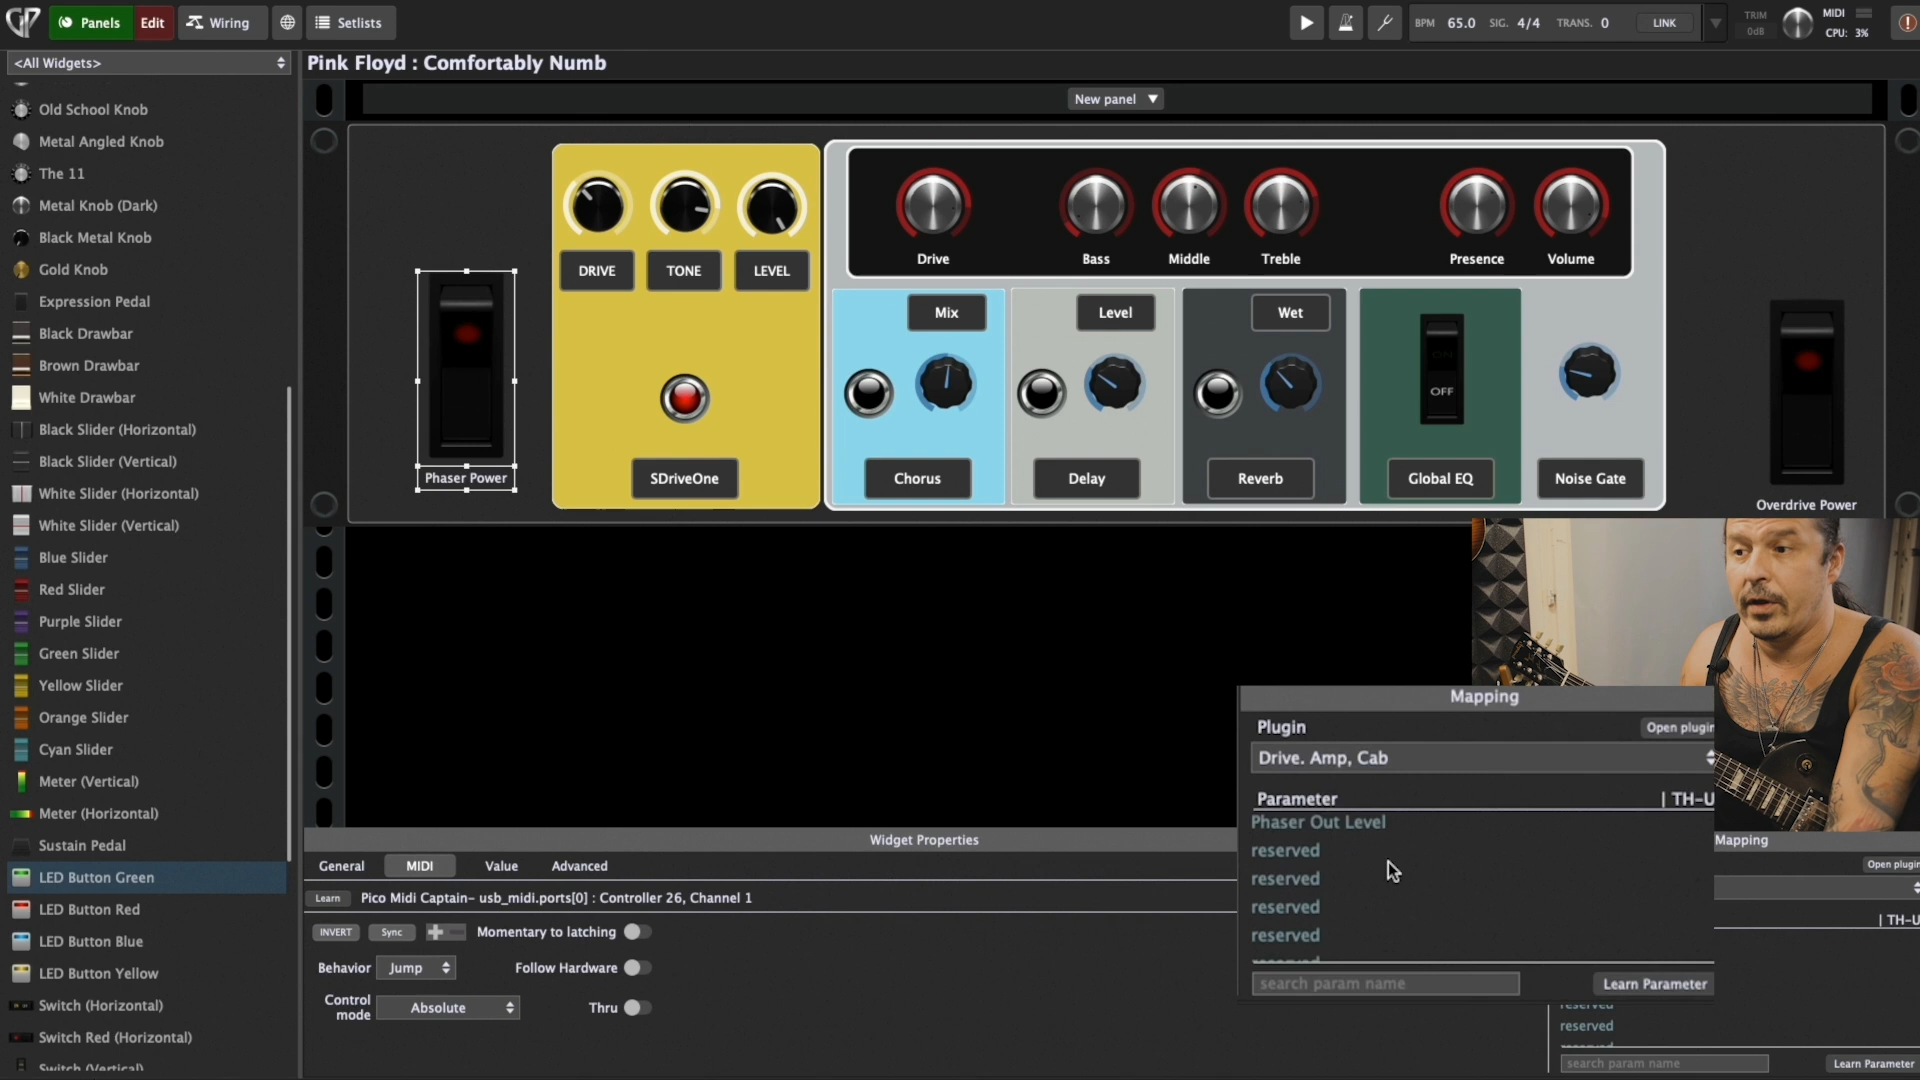 Panels
Edit
Wiring
Setlists
BPM 65.0 SIG. 4/4 TRANS. 0
LINK
TRIM
0dB
MIDI
CPU: 3%
<All Widgets>
Pink Floyd : Comfortably Numb
New panel
Old School Knob
Metal Angled Knob
The 11
Metal Knob (Dark)
Black Metal Knob
Gold Knob
Expression Pedal
Black Drawbar
Brown Drawbar
White Drawbar
Black Slider (Horizontal)
Black Slider (Vertical)
White Slider (Horizontal)
White Slider (Vertical)
Blue Slider
Red Slider
Purple Slider
Green Slider
Yellow Slider
Orange Slider
Cyan Slider
Meter (Vertical)
Meter (Horizontal)
Sustain Pedal
LED Button Green
LED Button Red
LED Button Blue
LED Button Yellow
Switch (Horizontal)
Switch Red (Horizontal)
Switch (Vertical)
DRIVE
TONE
LEVEL
Drive
Bass
Middle
Treble
Presence
Volume
Mix
Level
Wet
ON
OFF
Phaser Power
SDriveOne
Chorus
Delay
Reverb
Global EQ
Noise Gate
Overdrive Power
Widget Properties
General
MIDI
Value
Advanced
Learn
Pico Midi Captain- usb_midi.ports[0] : Controller 26, Channel 1
INVERT
Sync
Momentary to latching
Behavior
Jump
Follow Hardware
Control
mode
Absolute
Thru
Mapping
Plugin
Open plugin
Drive. Amp, Cab
Parameter
| TH-U
Phaser Out Level
reserved
reserved
reserved
reserved
reserved
search param name
Learn Parameter
Mapping
Open plugin
| TH-U
reserved
reserved
search param name
Learn Parameter